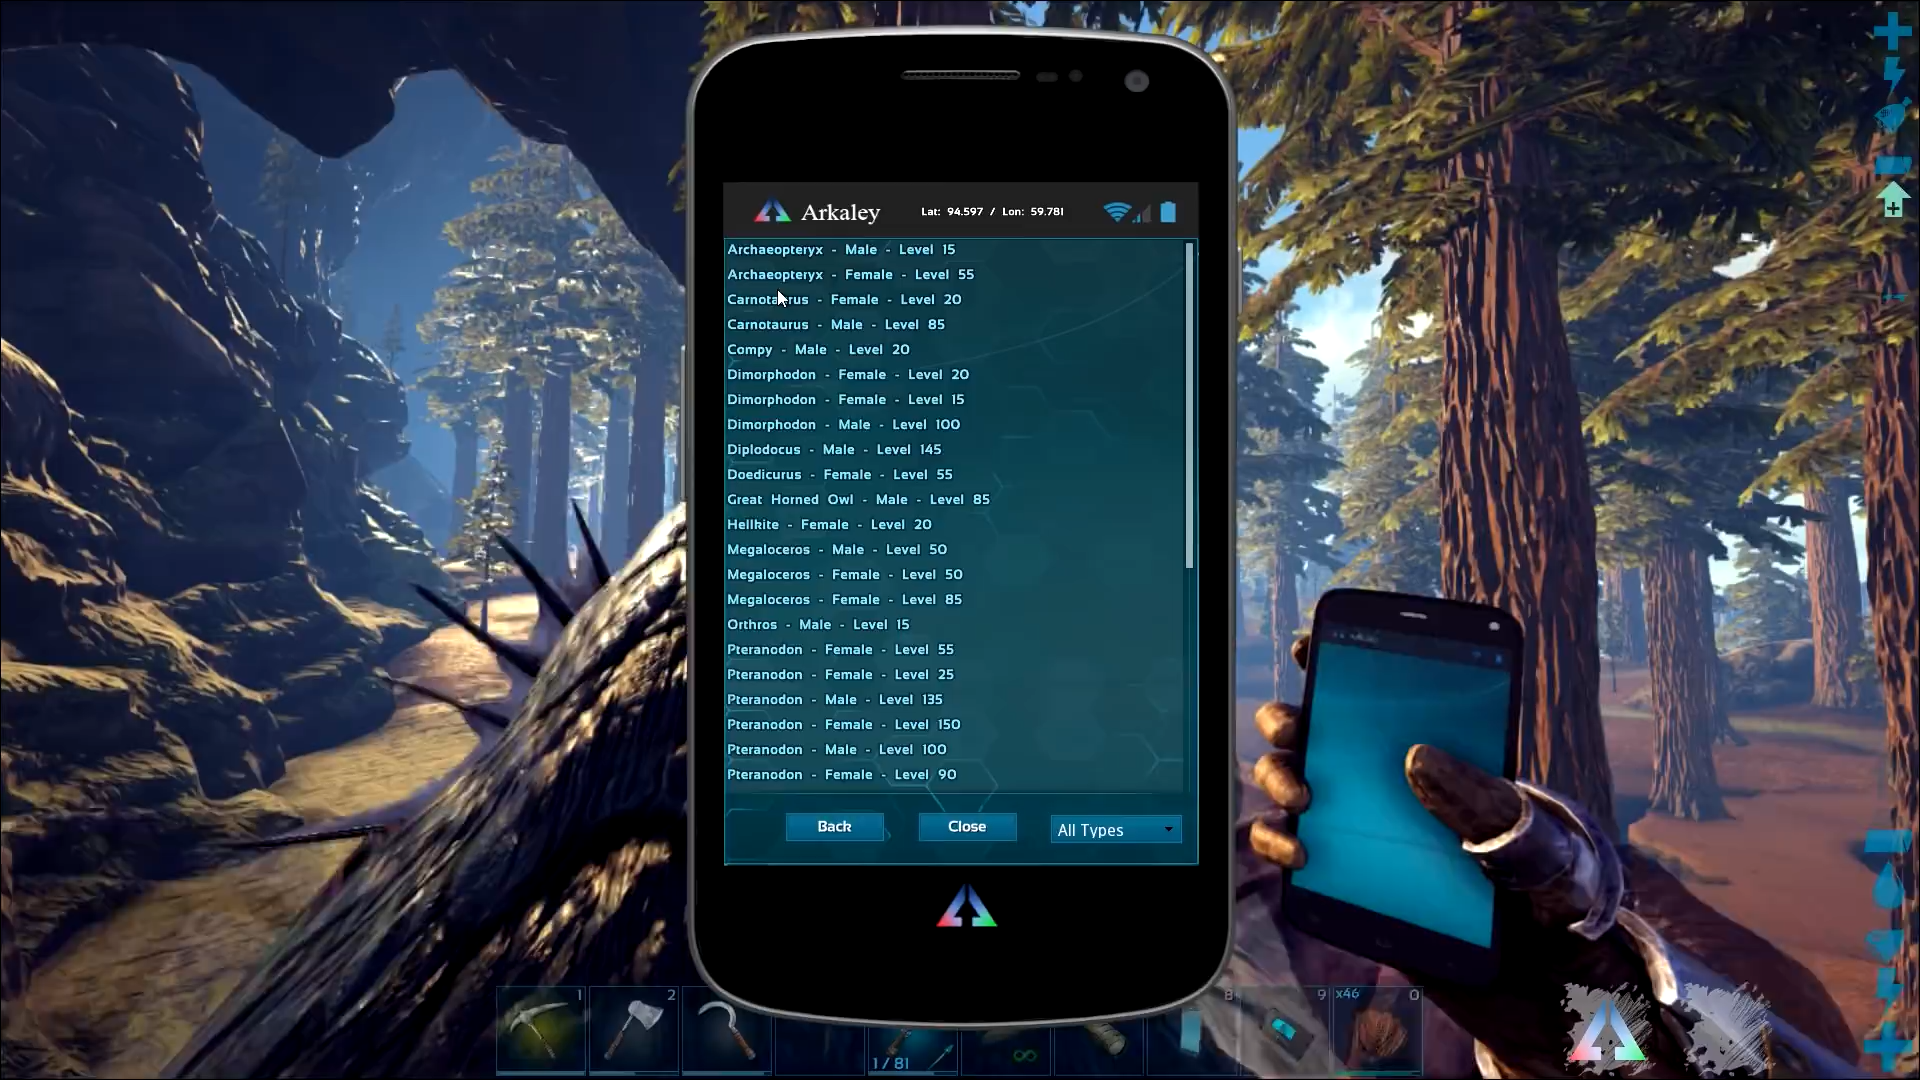 Arkaley
Lat: 94.597 / Lon: 59.781
Archaeopteryx - Male - Level 15
Archaeopteryx - Female - Level 55
Carnotaurus - Female - Level 20
Carnotaurus - Male - Level 85
Compy - Male - Level 20
Dimorphodon - Female - Level 20
Dimorphodon - Female - Level 15
Dimorphodon - Male - Level 100
Diplodocus - Male - Level 145
Doedicurus - Female - Level 55
Great Horned Owl - Male - Level 85
Hellkite - Female - Level 20
Megaloceros - Male - Level 50
Megaloceros - Female - Level 50
Megaloceros - Female - Level 85
Orthros - Male - Level 15
Pteranodon - Female - Level 55
Pteranodon - Female - Level 25
Pteranodon - Male - Level 135
Pteranodon - Female - Level 150
Pteranodon - Male - Level 100
Pteranodon - Female - Level 90
Back
Close
All Types
1
2
8
9
x46
0
1 / 81